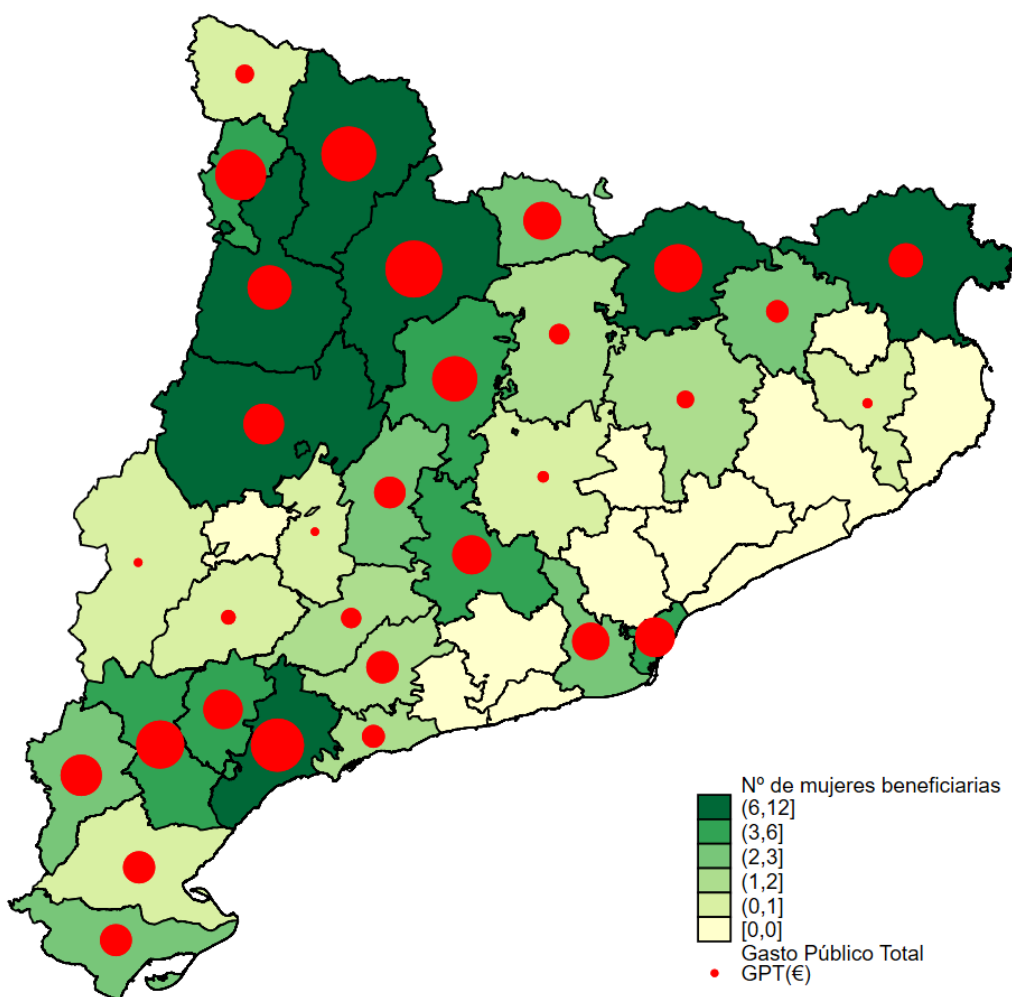 Nº de mujeres beneficiarias
(6,12]
(3,6]
(2,3]
(1,2]
(0,1]
[0,0]
Gasto Público Total
GPT(€)